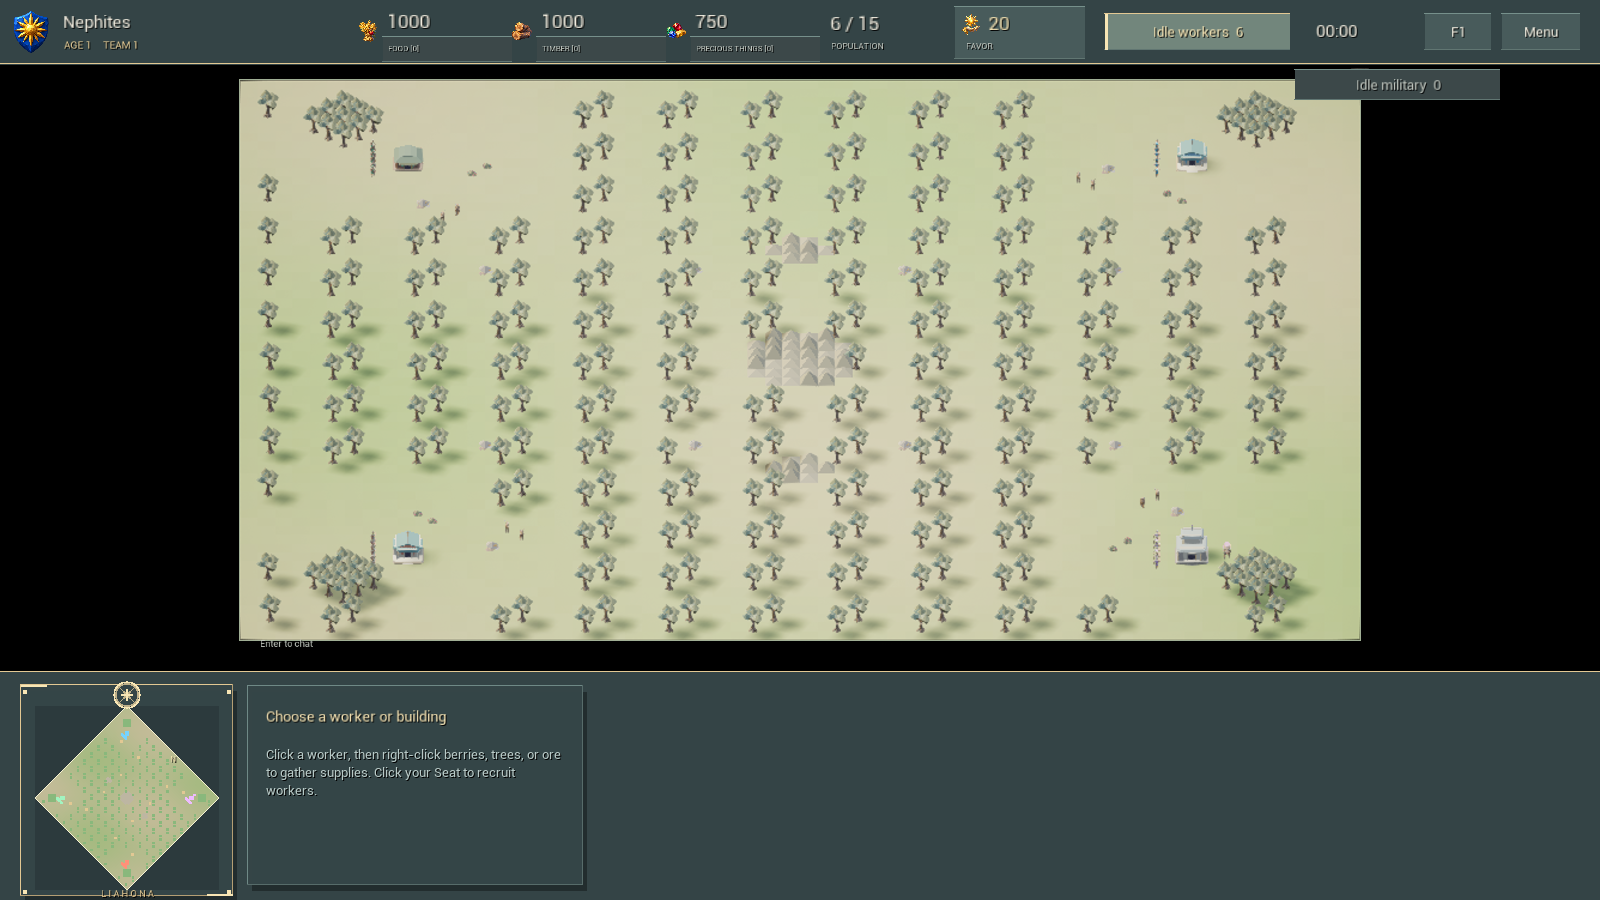 Nephites
AGE 1 TEAM 1
1000
FOOD [0]
1000
TIMBER [0]
750
PRECIOUS THINGS [0]
6 / 15
POPULATION
20
FAVOR
Idle workers 6
00:00
F1
Menu
Idle military 0
Enter to chat
Choose a worker or building
Click a worker, then right-click berries, trees, or ore
to gather supplies. Click your Seat to recruit
workers.
LIAHONA